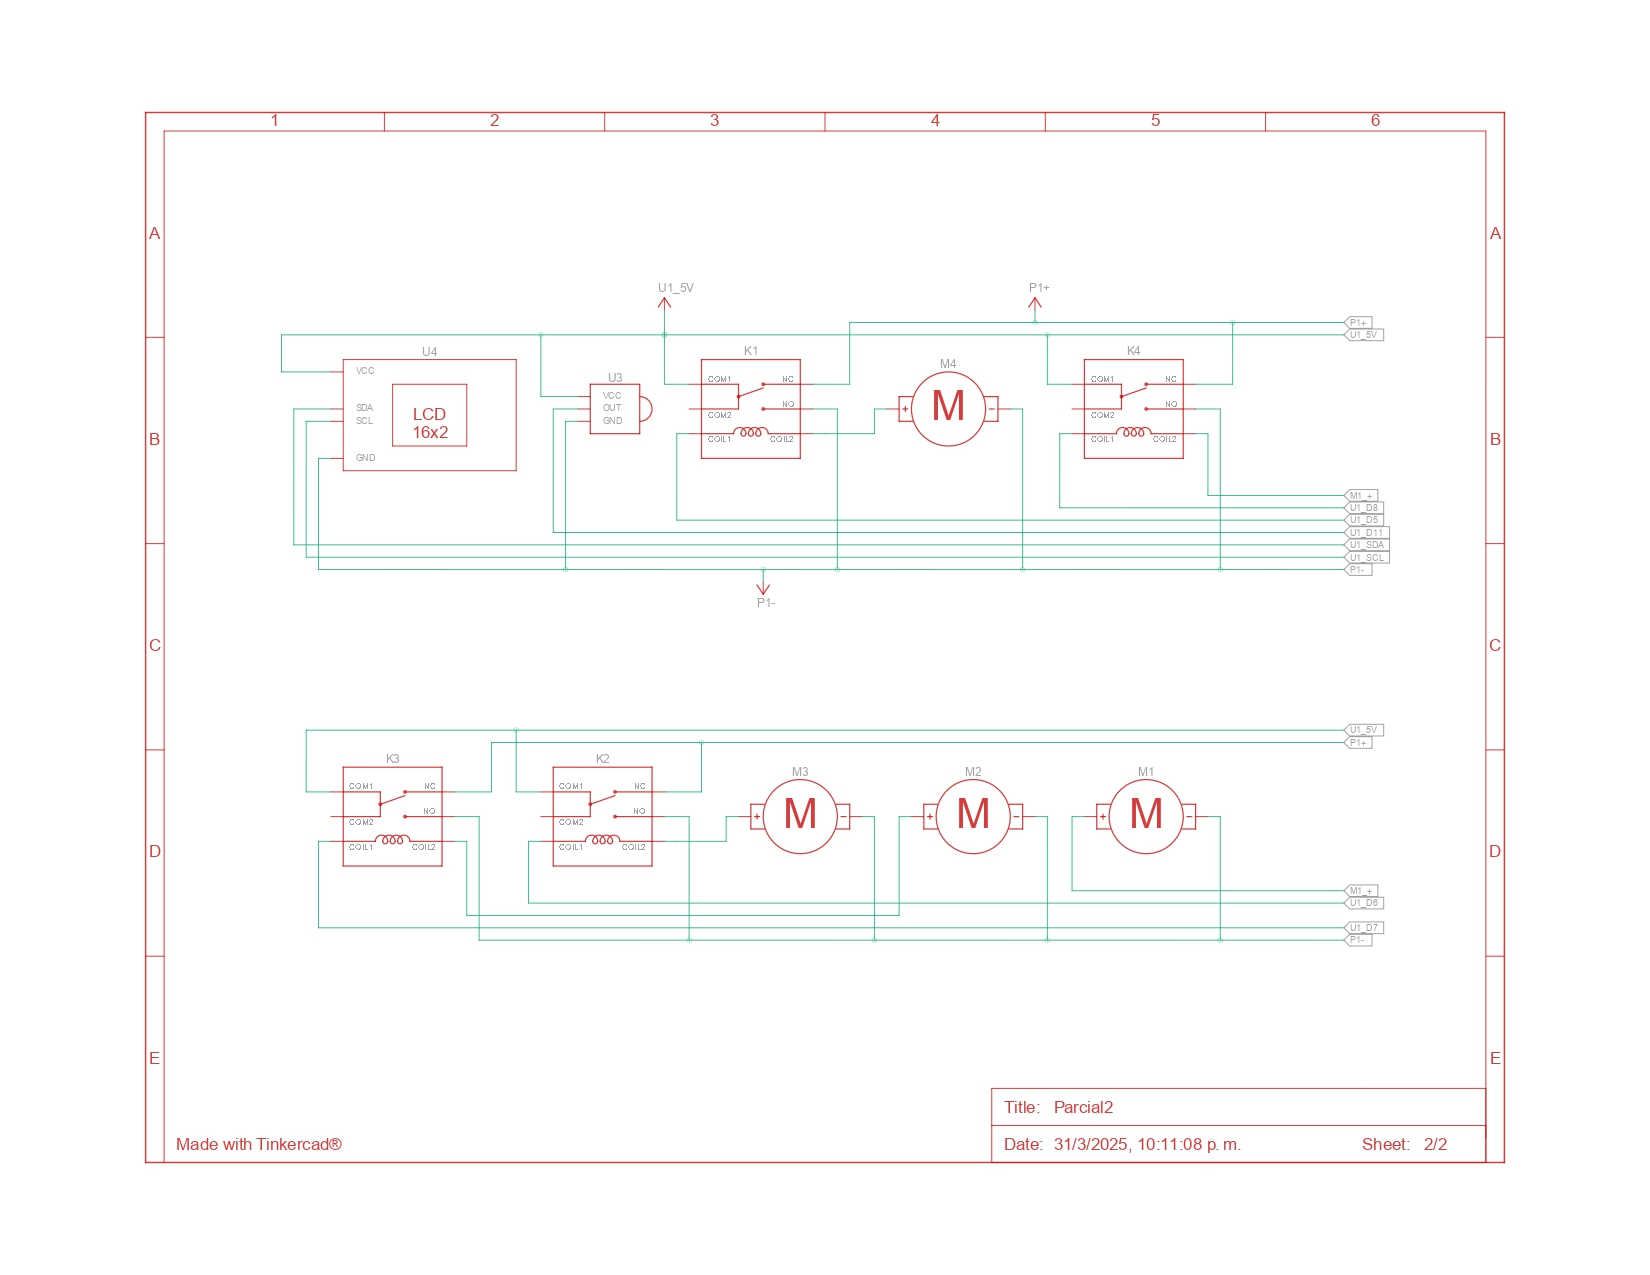 1 2 3 4 5 6
A A
U1_5V P1+
P1+
U1_5V
U4 K1 M4 K4
U3
VCC
SDA
SCL
GND
LCD
16x2
VCC
OUT
GND
COM1 NC
NO
COM2
COIL1 COIL2
+ M -
COM1 NC
NO
COM2
COIL1 COIL2
B B
M1_+
U1_D8
U1_D5
U1_D11
U1_SDA
U1_SCL
P1-
P1-
C C
U1_5V
P1+
K3 K2 M3 M2 M1
COM1 NC
NO
COM2
COIL1 COIL2
COM1 NC
NO
COM2
COIL1 COIL2
+ M -
+ M -
+ M -
D D
M1_+
U1_D6
U1_D7
P1-
E E
Title: Parcial2
Made with Tinkercad®
Date: 31/3/2025, 10:11:08 p. m. Sheet: 2/2